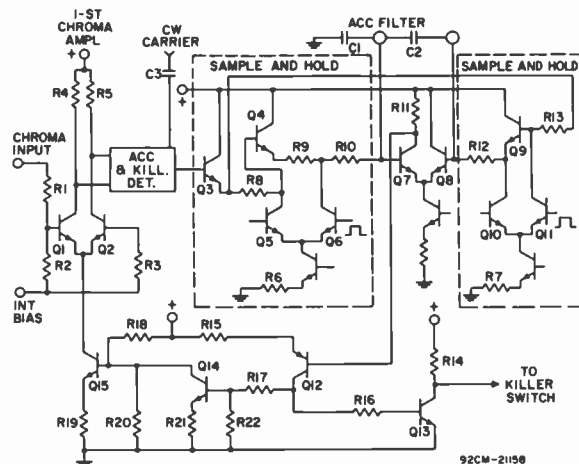 1-ST
CHROMA
AMPL
CW
CARRIER
ACC FILTER
C1
C2
C3
SAMPLE AND HOLD
SAMPLE AND HOLD
R4
R5
Q4
R11
R13
CHROMA
INPUT
R9
R10
R12
Q9
ACC
& KILL.
DET.
Q3
Q7
Q8
R1
R8
Q1
Q2
Q5
Q6
Q10
Q11
R2
R3
R6
R7
INT
BIAS
R18
R15
R14
Q14
TO
KILLER
SWITCH
Q15
R17
Q12
R16
Q13
R19
R20
R21
R22
92CM-21158